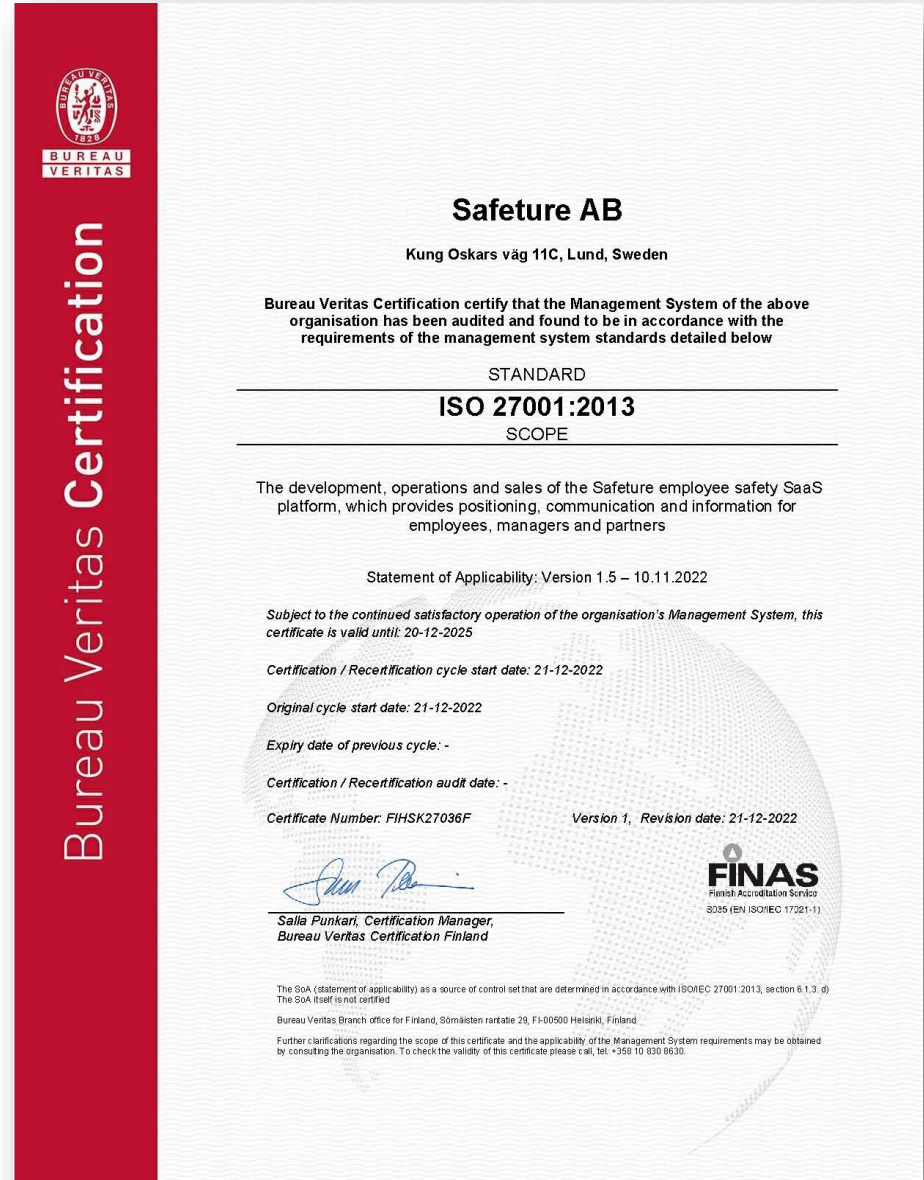 BUREAU VERITAS
1828
BUREAU
VERITAS
Bureau Veritas Certification
Safeture AB
Kung Oskars väg 11C, Lund, Sweden
Bureau Veritas Certification certify that the Management System of the above
organisation has been audited and found to be in accordance with the
requirements of the management system standards detailed below
STANDARD
ISO 27001:2013
SCOPE
The development, operations and sales of the Safeture employee safety SaaS
platform, which provides positioning, communication and information for
employees, managers and partners
Statement of Applicability: Version 1.5 – 10.11.2022
Subject to the continued satisfactory operation of the organisation's Management System, this
certificate is valid until: 20-12-2025
Certification / Recertification cycle start date: 21-12-2022
Original cycle start date: 21-12-2022
Expiry date of previous cycle: -
Certification / Recertification audit date: -
Certificate Number: FIHSK27036F Version 1, Revision date: 21-12-2022
FINAS
Finnish Accreditation Service
S035 (EN ISO/IEC 17021-1)
Salla Punkari, Certification Manager,
Bureau Veritas Certification Finland
The SoA (statement of applicability) as a source of control set that are determined in accordance with ISO/IEC 27001:2013, section 6.1.3. d)
The SoA itself is not certified
Bureau Veritas Branch office for Finland, Sörnäisten rantatie 29, FI-00500 Helsinki, Finland
Further clarifications regarding the scope of this certificate and the applicability of the Management System requirements may be obtained
by consulting the organisation. To check the validity of this certificate please call, tel. +358 10 830 8630.